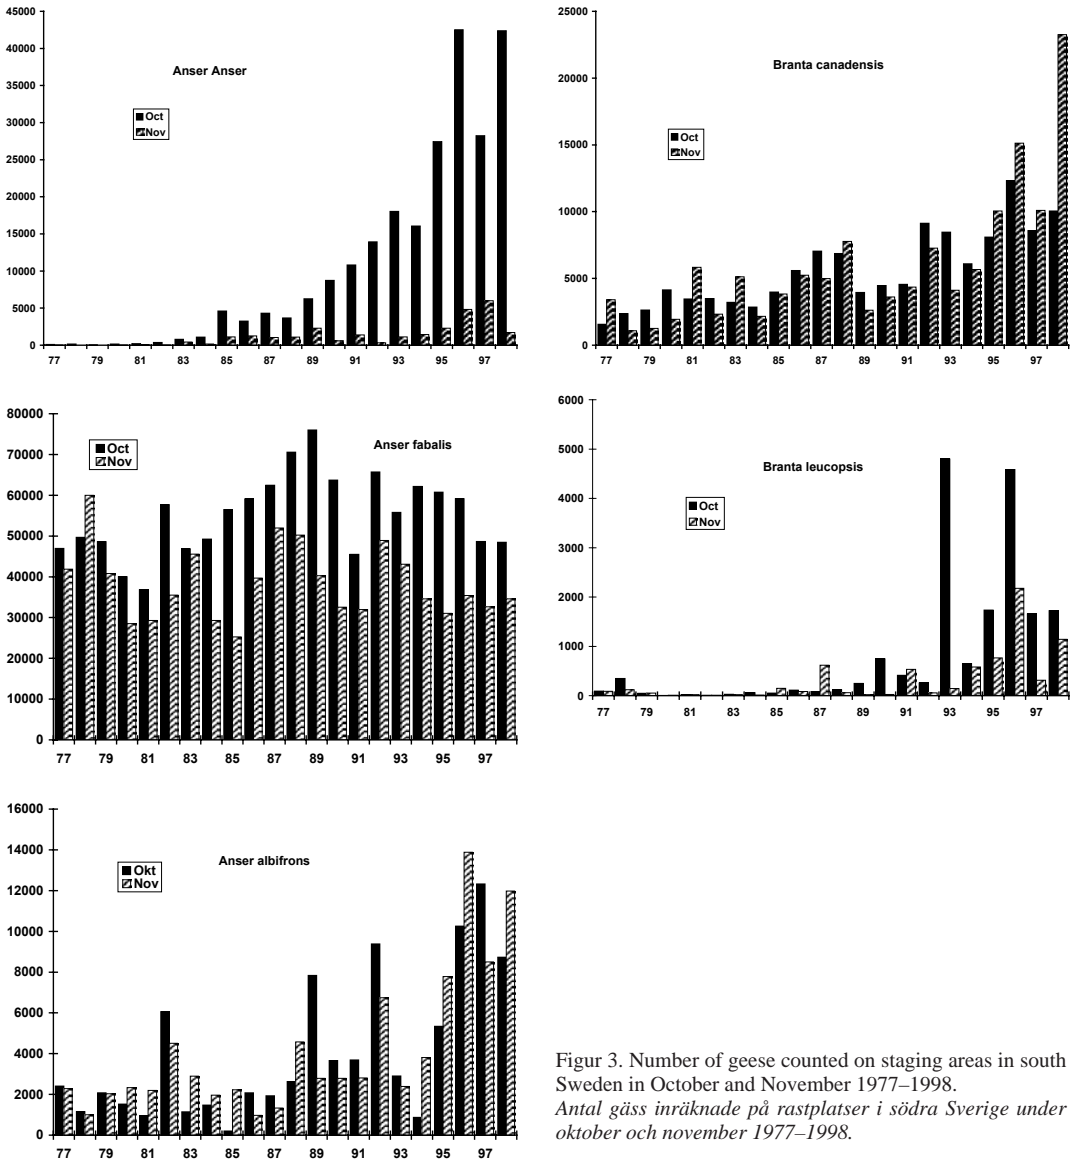 45000
40000
35000
30000
25000
20000
15000
10000
5000
0
Anser Anser
Oct
Nov
77 79 81 83 85 87 89 91 93 95 97
25000
20000
15000
10000
5000
0
Branta canadensis
Oct
Nov
77 79 81 83 85 87 89 91 93 95 97
80000
70000
60000
50000
40000
30000
20000
10000
0
Anser fabalis
Oct
Nov
77 79 81 83 85 87 89 91 93 95 97
6000
5000
4000
3000
2000
1000
0
Branta leucopsis
Oct
Nov
77 79 81 83 85 87 89 91 93 95 97
16000
14000
12000
10000
8000
6000
4000
2000
0
Anser albifrons
Okt
Nov
77 79 81 83 85 87 89 91 93 95 97
Figur 3. Number of geese counted on staging areas in south
Sweden in October and November 1977–1998.
Antal gäss inräknade på rastplatser i södra Sverige under
oktober och november 1977–1998.